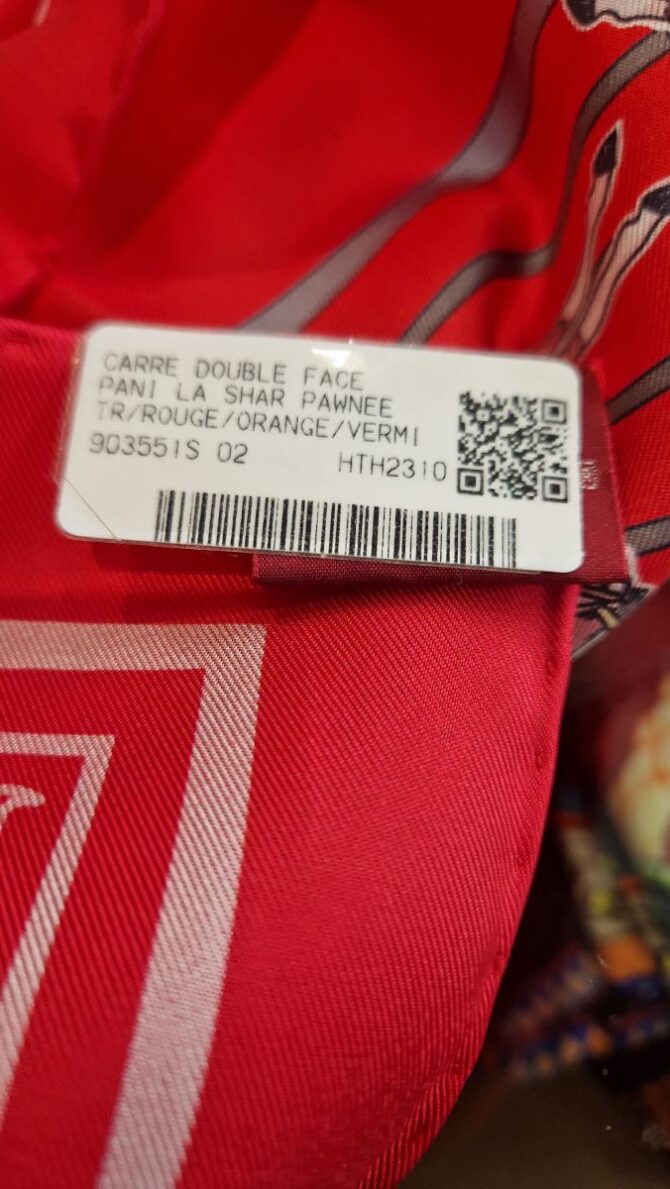 CARRE DOUBLE FACE
PANI LA SHAR PAWNEE
TR/ROUGE/ORANGE/VERMI
903551S 02 HTH2310